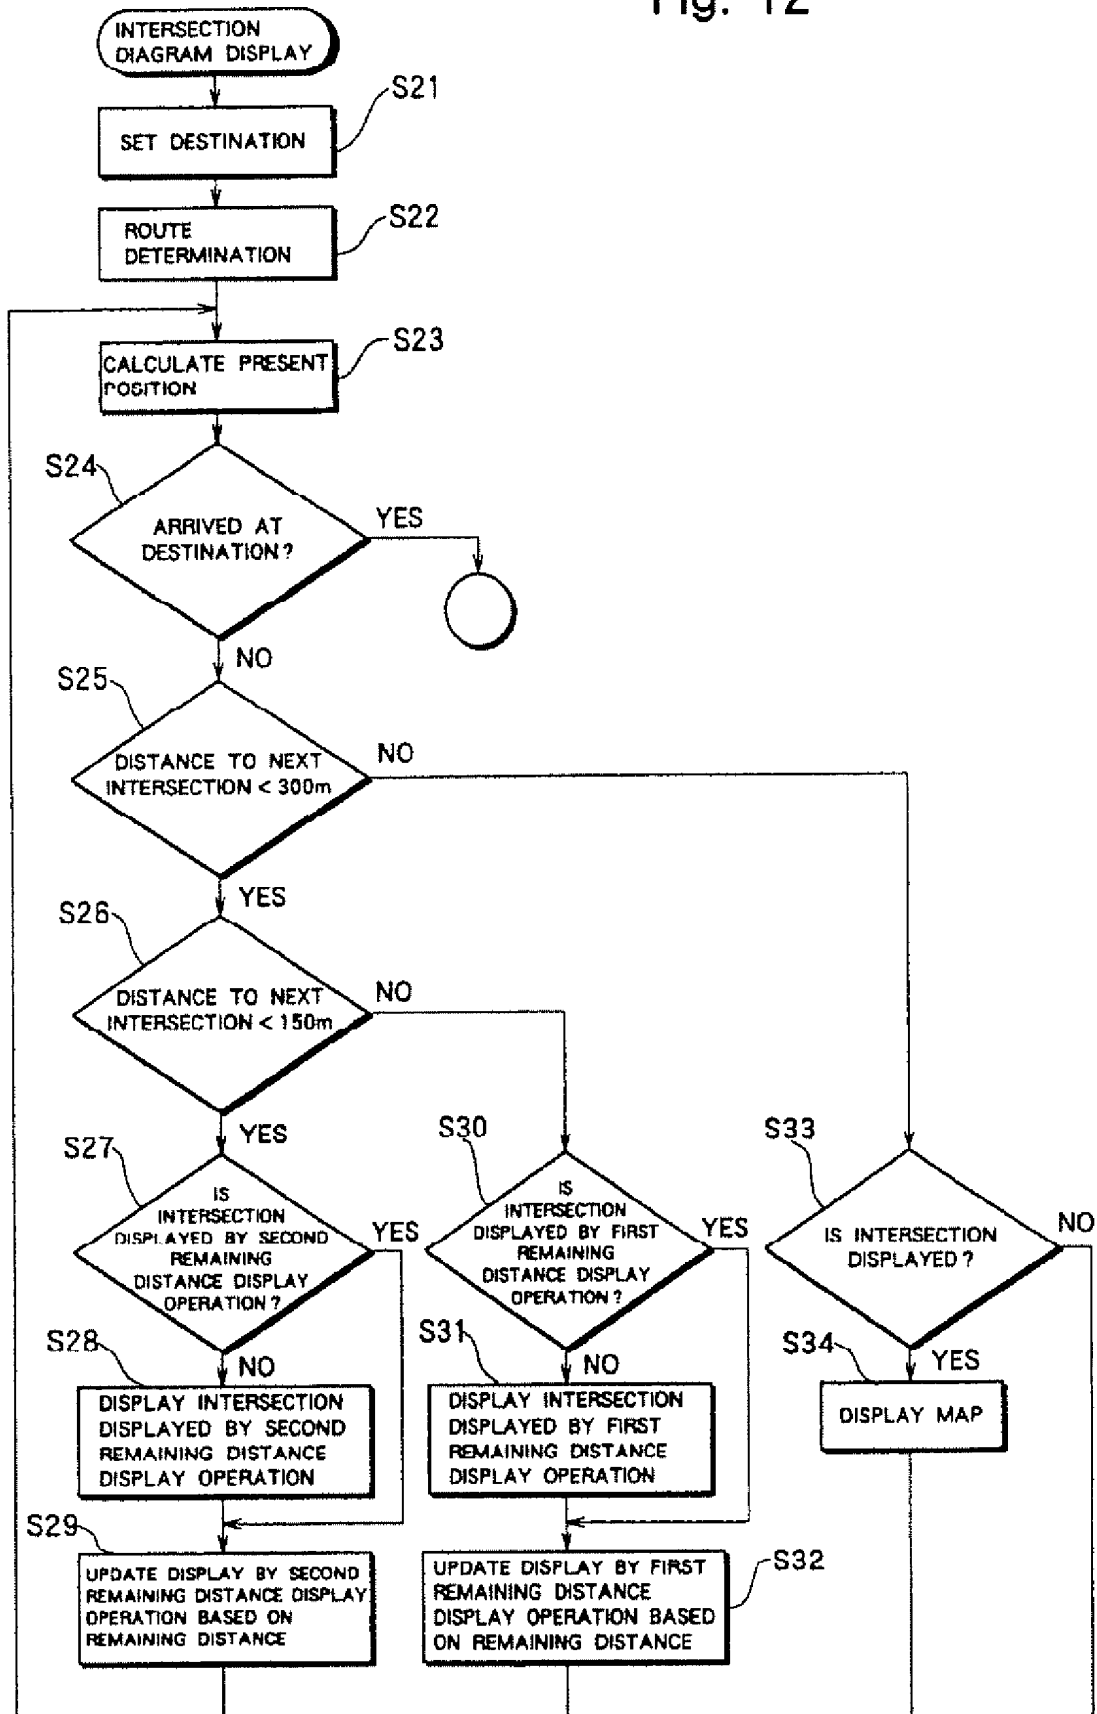 Fig. 12
INTERSECTION
DIAGRAM DISPLAY
S21
SET DESTINATION
S22
ROUTE
DETERMINATION
S23
CALCULATE PRESENT
POSITION
S24
ARRIVED AT
DESTINATION?
YES
NO
S25
DISTANCE TO NEXT
INTERSECTION < 300m
NO
YES
S26
DISTANCE TO NEXT
INTERSECTION < 150m
NO
YES
S27
IS
INTERSECTION
DISPLAYED BY SECOND
REMAINING
DISTANCE DISPLAY
OPERATION?
YES
NO
S28
DISPLAY INTERSECTION
DISPLAYED BY SECOND
REMAINING DISTANCE
DISPLAY OPERATION
S29
UPDATE DISPLAY BY SECOND
REMAINING DISTANCE DISPLAY
OPERATION BASED ON
REMAINING DISTANCE
S30
IS
INTERSECTION
DISPLAYED BY FIRST
REMAINING
DISTANCE DISPLAY
OPERATION?
YES
NO
S31
DISPLAY INTERSECTION
DISPLAYED BY FIRST
REMAINING DISTANCE
DISPLAY OPERATION
S32
UPDATE DISPLAY BY FIRST
REMAINING DISTANCE
DISPLAY OPERATION BASED
ON REMAINING DISTANCE
S33
IS INTERSECTION
DISPLAYED?
NO
YES
S34
DISPLAY MAP